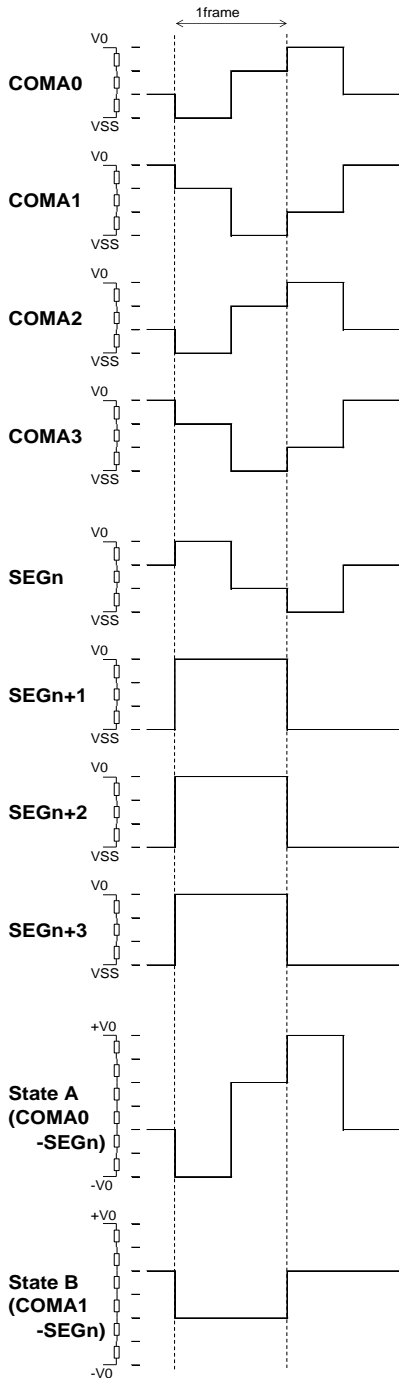 1frame
V0
COMA0
VSS
V0
COMA1
VSS
V0
COMA2
VSS
V0
COMA3
VSS
V0
SEGn
VSS
V0
SEGn+1
VSS
V0
SEGn+2
VSS
V0
SEGn+3
VSS
+V0
State A
(COMA0
-SEGn)
-V0
+V0
State B
(COMA1
-SEGn)
-V0